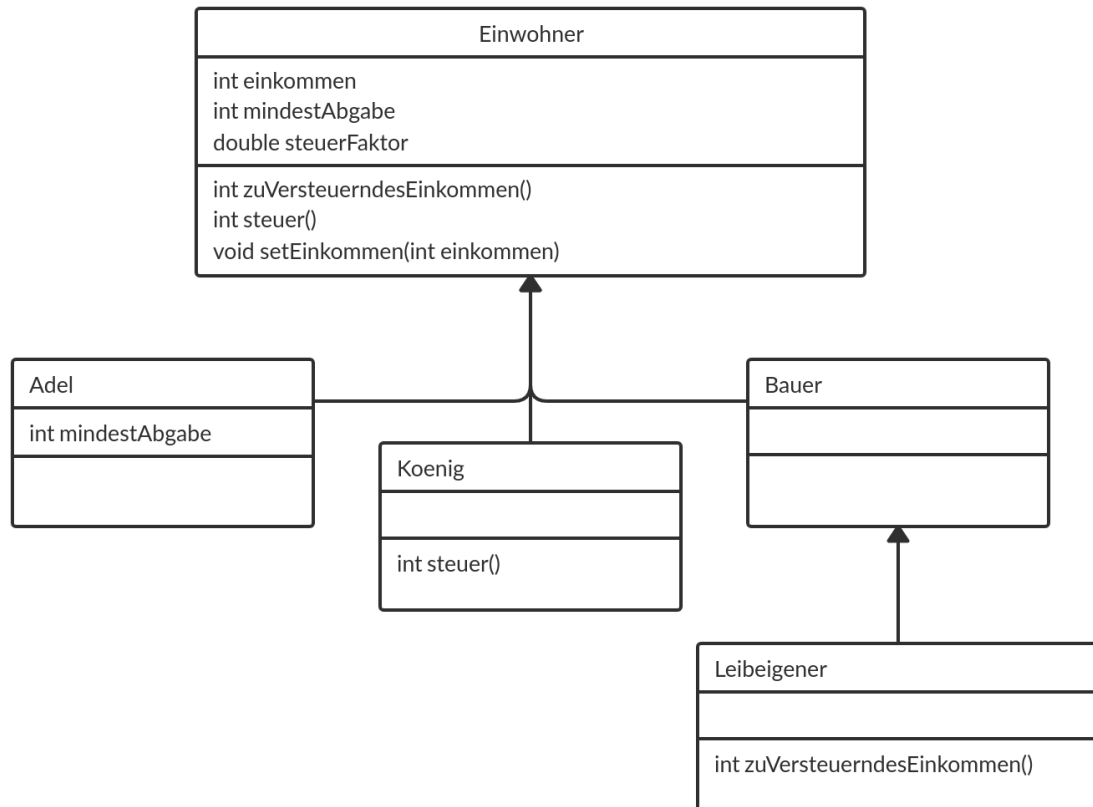 Einwohner
int einkommen
int mindestAbgabe
double steuerFaktor
int zuVersteuerndesEinkommen()
int steuer()
void setEinkommen(int einkommen)
Adel
int mindestAbgabe
Koenig
int steuer()
Bauer
Leibeigener
int zuVersteuerndesEinkommen()